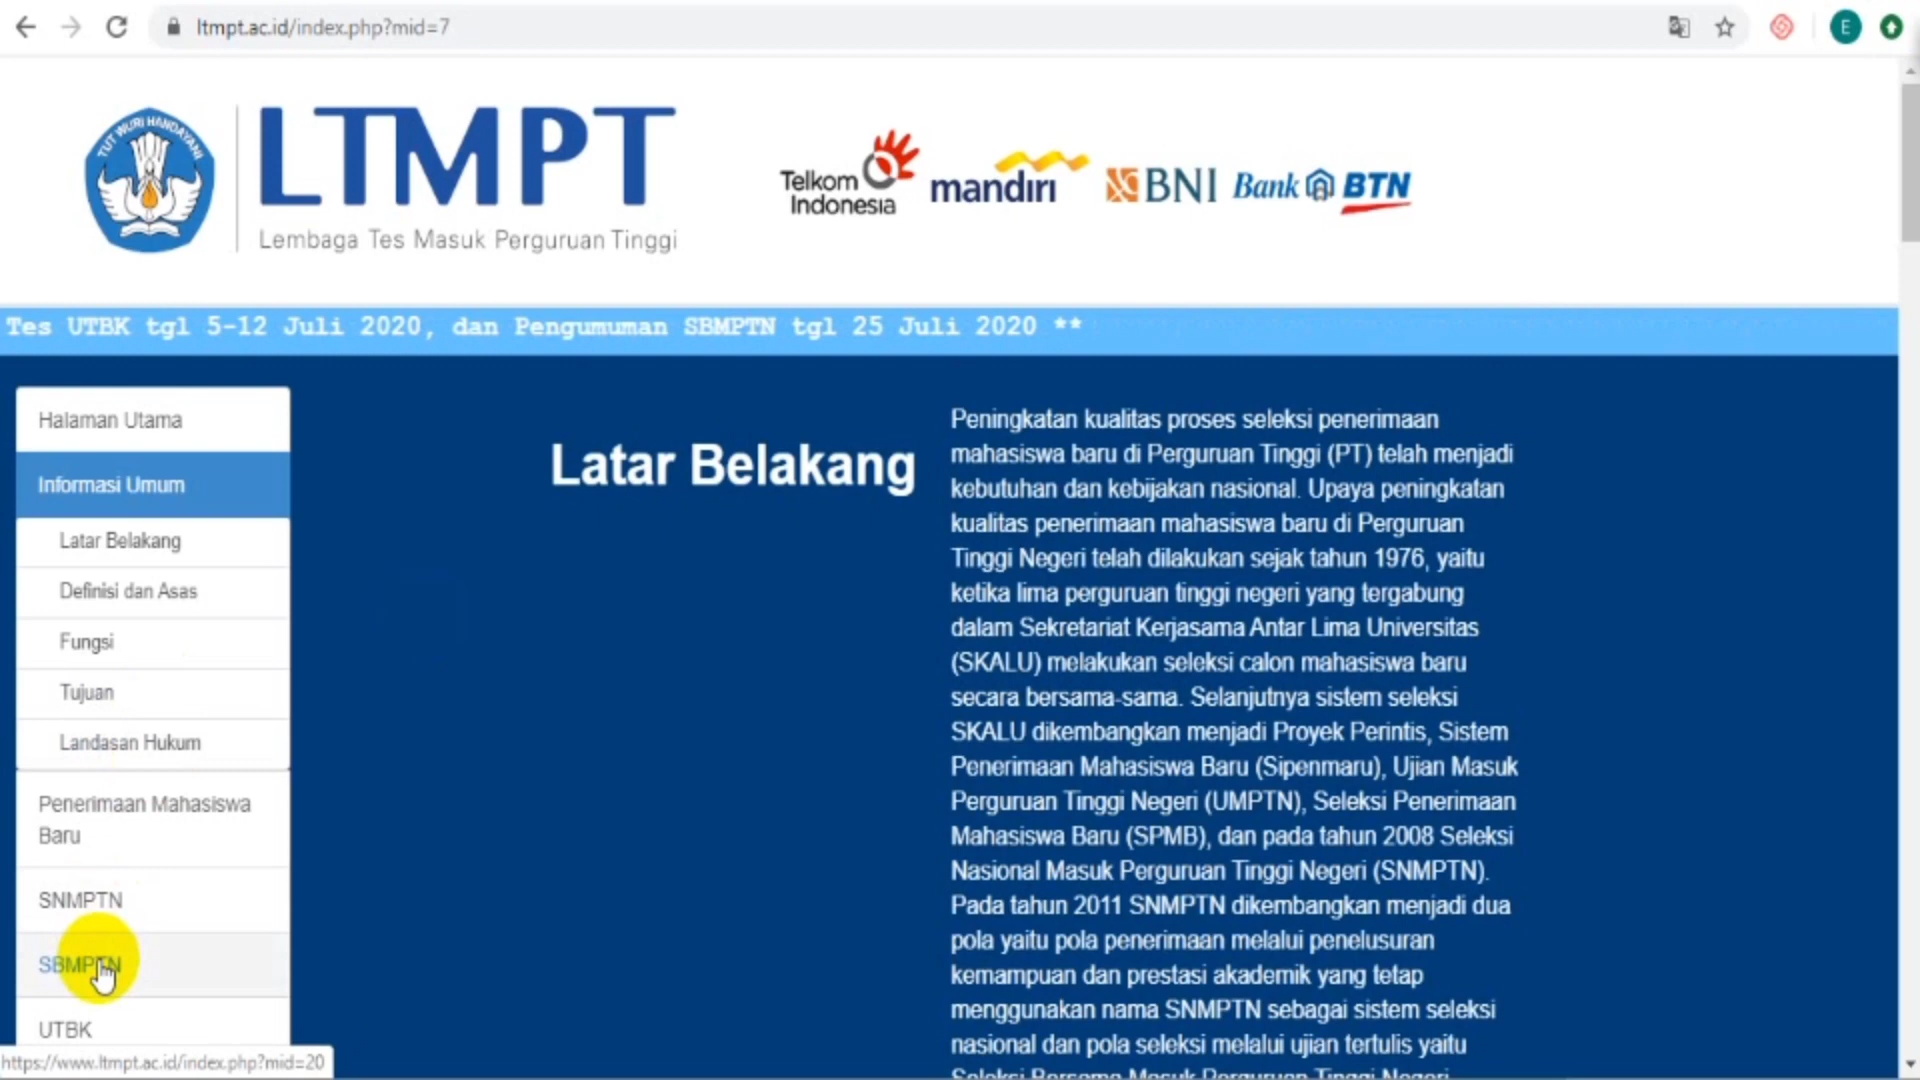 ltmpt.ac.id/index.php?mid=7
E
TUT WURI HANDAYANI
LTMPT
Lembaga Tes Masuk Perguruan Tinggi
Telkom
Indonesia
mandiri
BNI
Bank BTN
Tes UTBK tgl 5-12 Juli 2020, dan Pengumuman SBMPTN tgl 25 Juli 2020 **
Halaman Utama
Informasi Umum
Latar Belakang
Definisi dan Asas
Fungsi
Tujuan
Landasan Hukum
Penerimaan Mahasiswa
Baru
SNMPTN
SBMPTN
UTBK
https://www.ltmpt.ac.id/index.php?mid=20
Latar Belakang
Peningkatan kualitas proses seleksi penerimaan
mahasiswa baru di Perguruan Tinggi (PT) telah menjadi
kebutuhan dan kebijakan nasional. Upaya peningkatan
kualitas penerimaan mahasiswa baru di Perguruan
Tinggi Negeri telah dilakukan sejak tahun 1976, yaitu
ketika lima perguruan tinggi negeri yang tergabung
dalam Sekretariat Kerjasama Antar Lima Universitas
(SKALU) melakukan seleksi calon mahasiswa baru
secara bersama-sama. Selanjutnya sistem seleksi
SKALU dikembangkan menjadi Proyek Perintis, Sistem
Penerimaan Mahasiswa Baru (Sipenmaru), Ujian Masuk
Perguruan Tinggi Negeri (UMPTN), Seleksi Penerimaan
Mahasiswa Baru (SPMB), dan pada tahun 2008 Seleksi
Nasional Masuk Perguruan Tinggi Negeri (SNMPTN).
Pada tahun 2011 SNMPTN dikembangkan menjadi dua
pola yaitu pola penerimaan melalui penelusuran
kemampuan dan prestasi akademik yang tetap
menggunakan nama SNMPTN sebagai sistem seleksi
nasional dan pola seleksi melalui ujian tertulis yaitu
Seleksi Bersama Masuk Perguruan Tinggi Negeri